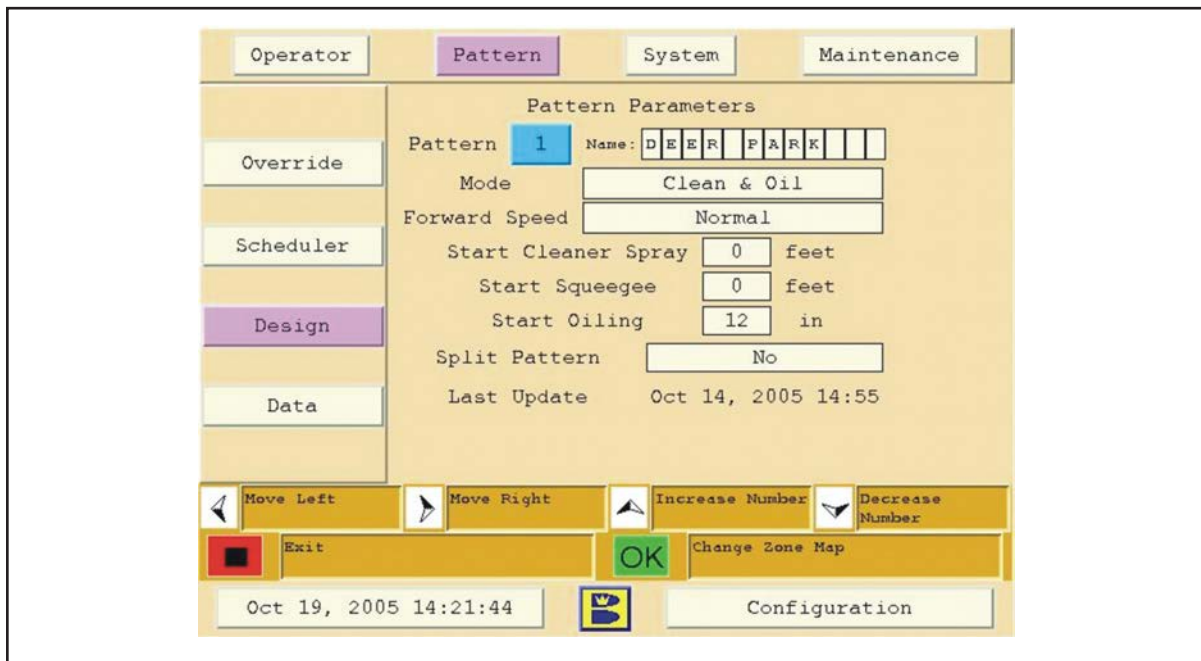 Operator Pattern System Maintenance
Override
Scheduler
Design
Data
Pattern Parameters
Pattern 1 Name: DEER PARK
Mode Clean & Oil
Forward Speed Normal
Start Cleaner Spray 0 feet
Start Squeegee 0 feet
Start Oiling 12 in
Split Pattern No
Last Update Oct 14, 2005 14:55
Move Left Move Right Increase Number Decrease
Number
Exit OK Change Zone Map
Oct 19, 2005 14:21:44 Configuration